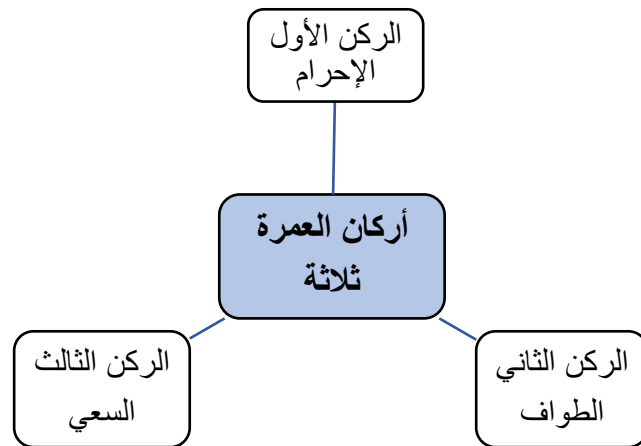 الركن الأول
الإحرام
أركان العمرة
ثلاثة
الركن الثاني
الطواف
الركن الثالث
السعي